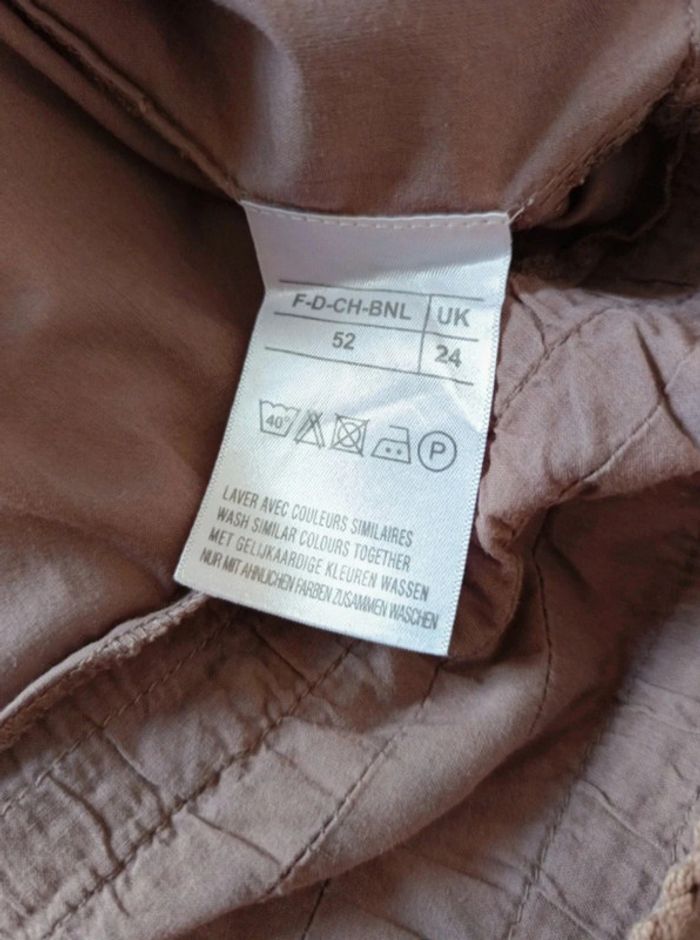 F-D-CH-BNL UK
52 24
40° P
LAVER AVEC COULEURS SIMILAIRES
WASH SIMILAR COLOURS TOGETHER
MET GELIJKAARDIGE KLEUREN WASSEN
NUR MIT AHNLICHEN FARBEN ZUSAMMEN WASCHEN